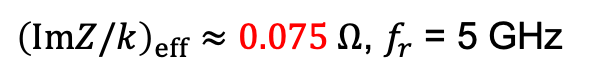 (ImZ/k)eff ≈ 0.075 Ω, fr = 5 GHz